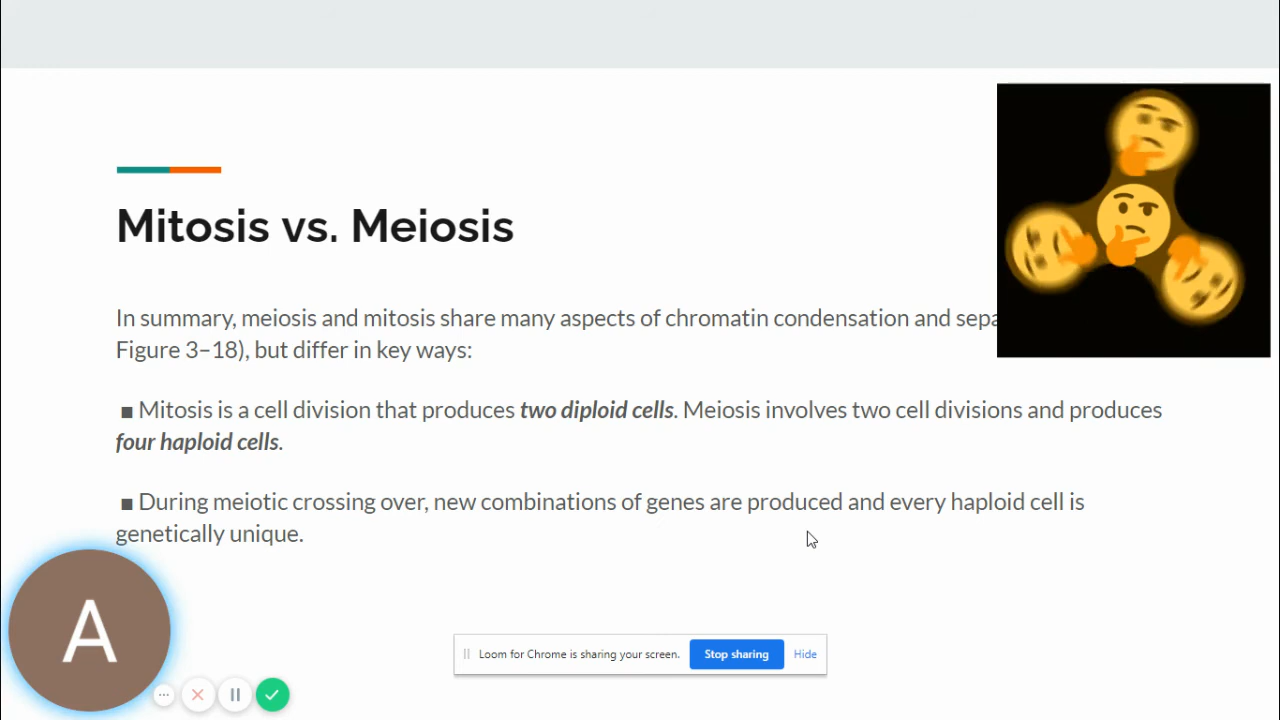 Mitosis vs. Meiosis
In summary, meiosis and mitosis share many aspects of chromatin condensation and sepa
Figure 3–18), but differ in key ways:
■ Mitosis is a cell division that produces two diploid cells. Meiosis involves two cell divisions and produces
four haploid cells.
■ During meiotic crossing over, new combinations of genes are produced and every haploid cell is
genetically unique.
A
Loom for Chrome is sharing your screen. Stop sharing Hide